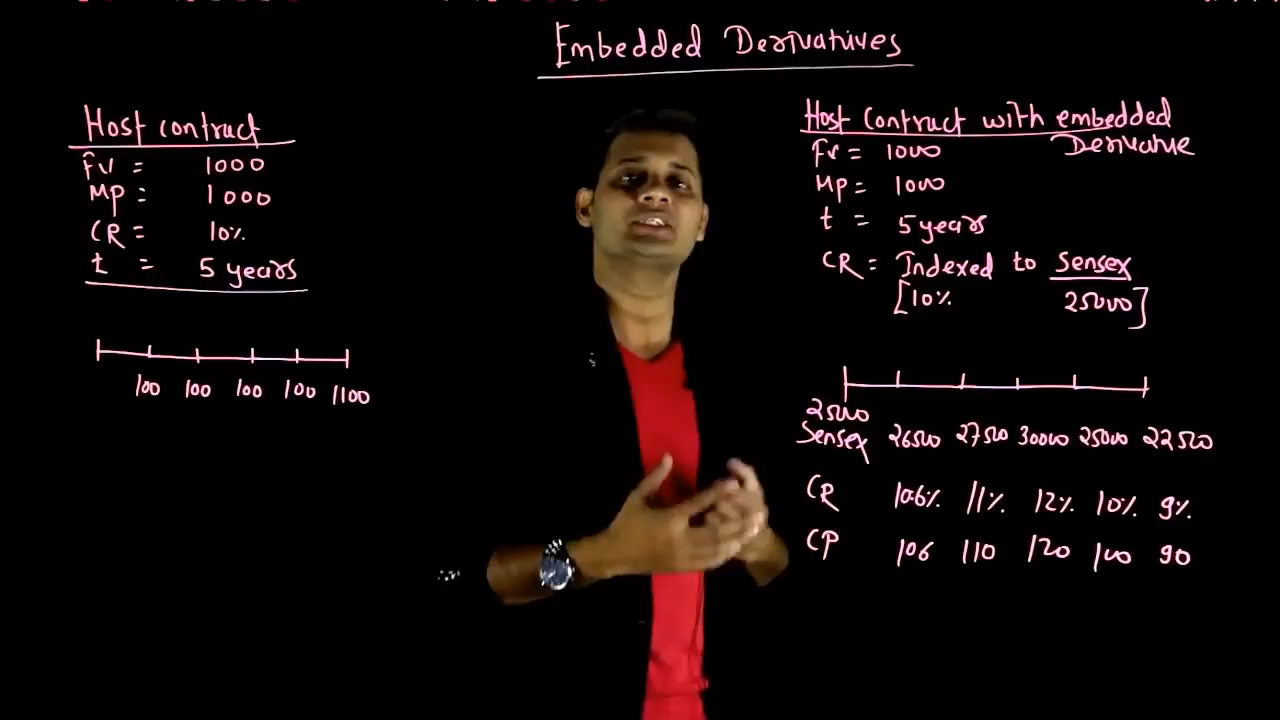 Embedded Derivatives
Host contract
FV = 1000
MP = 1000
CR = 10%
t = 5 years
100 100 100 100 1100
Host Contract with embedded
Derivative
FV = 1000
MP = 1000
t = 5 years
CR = Indexed to Sensex
[10% 25000]
25000
Sensex 26500 27500 30000 25000 22500
CR 10.6% 11% 12% 10% 9%
CP 106 110 120 100 90